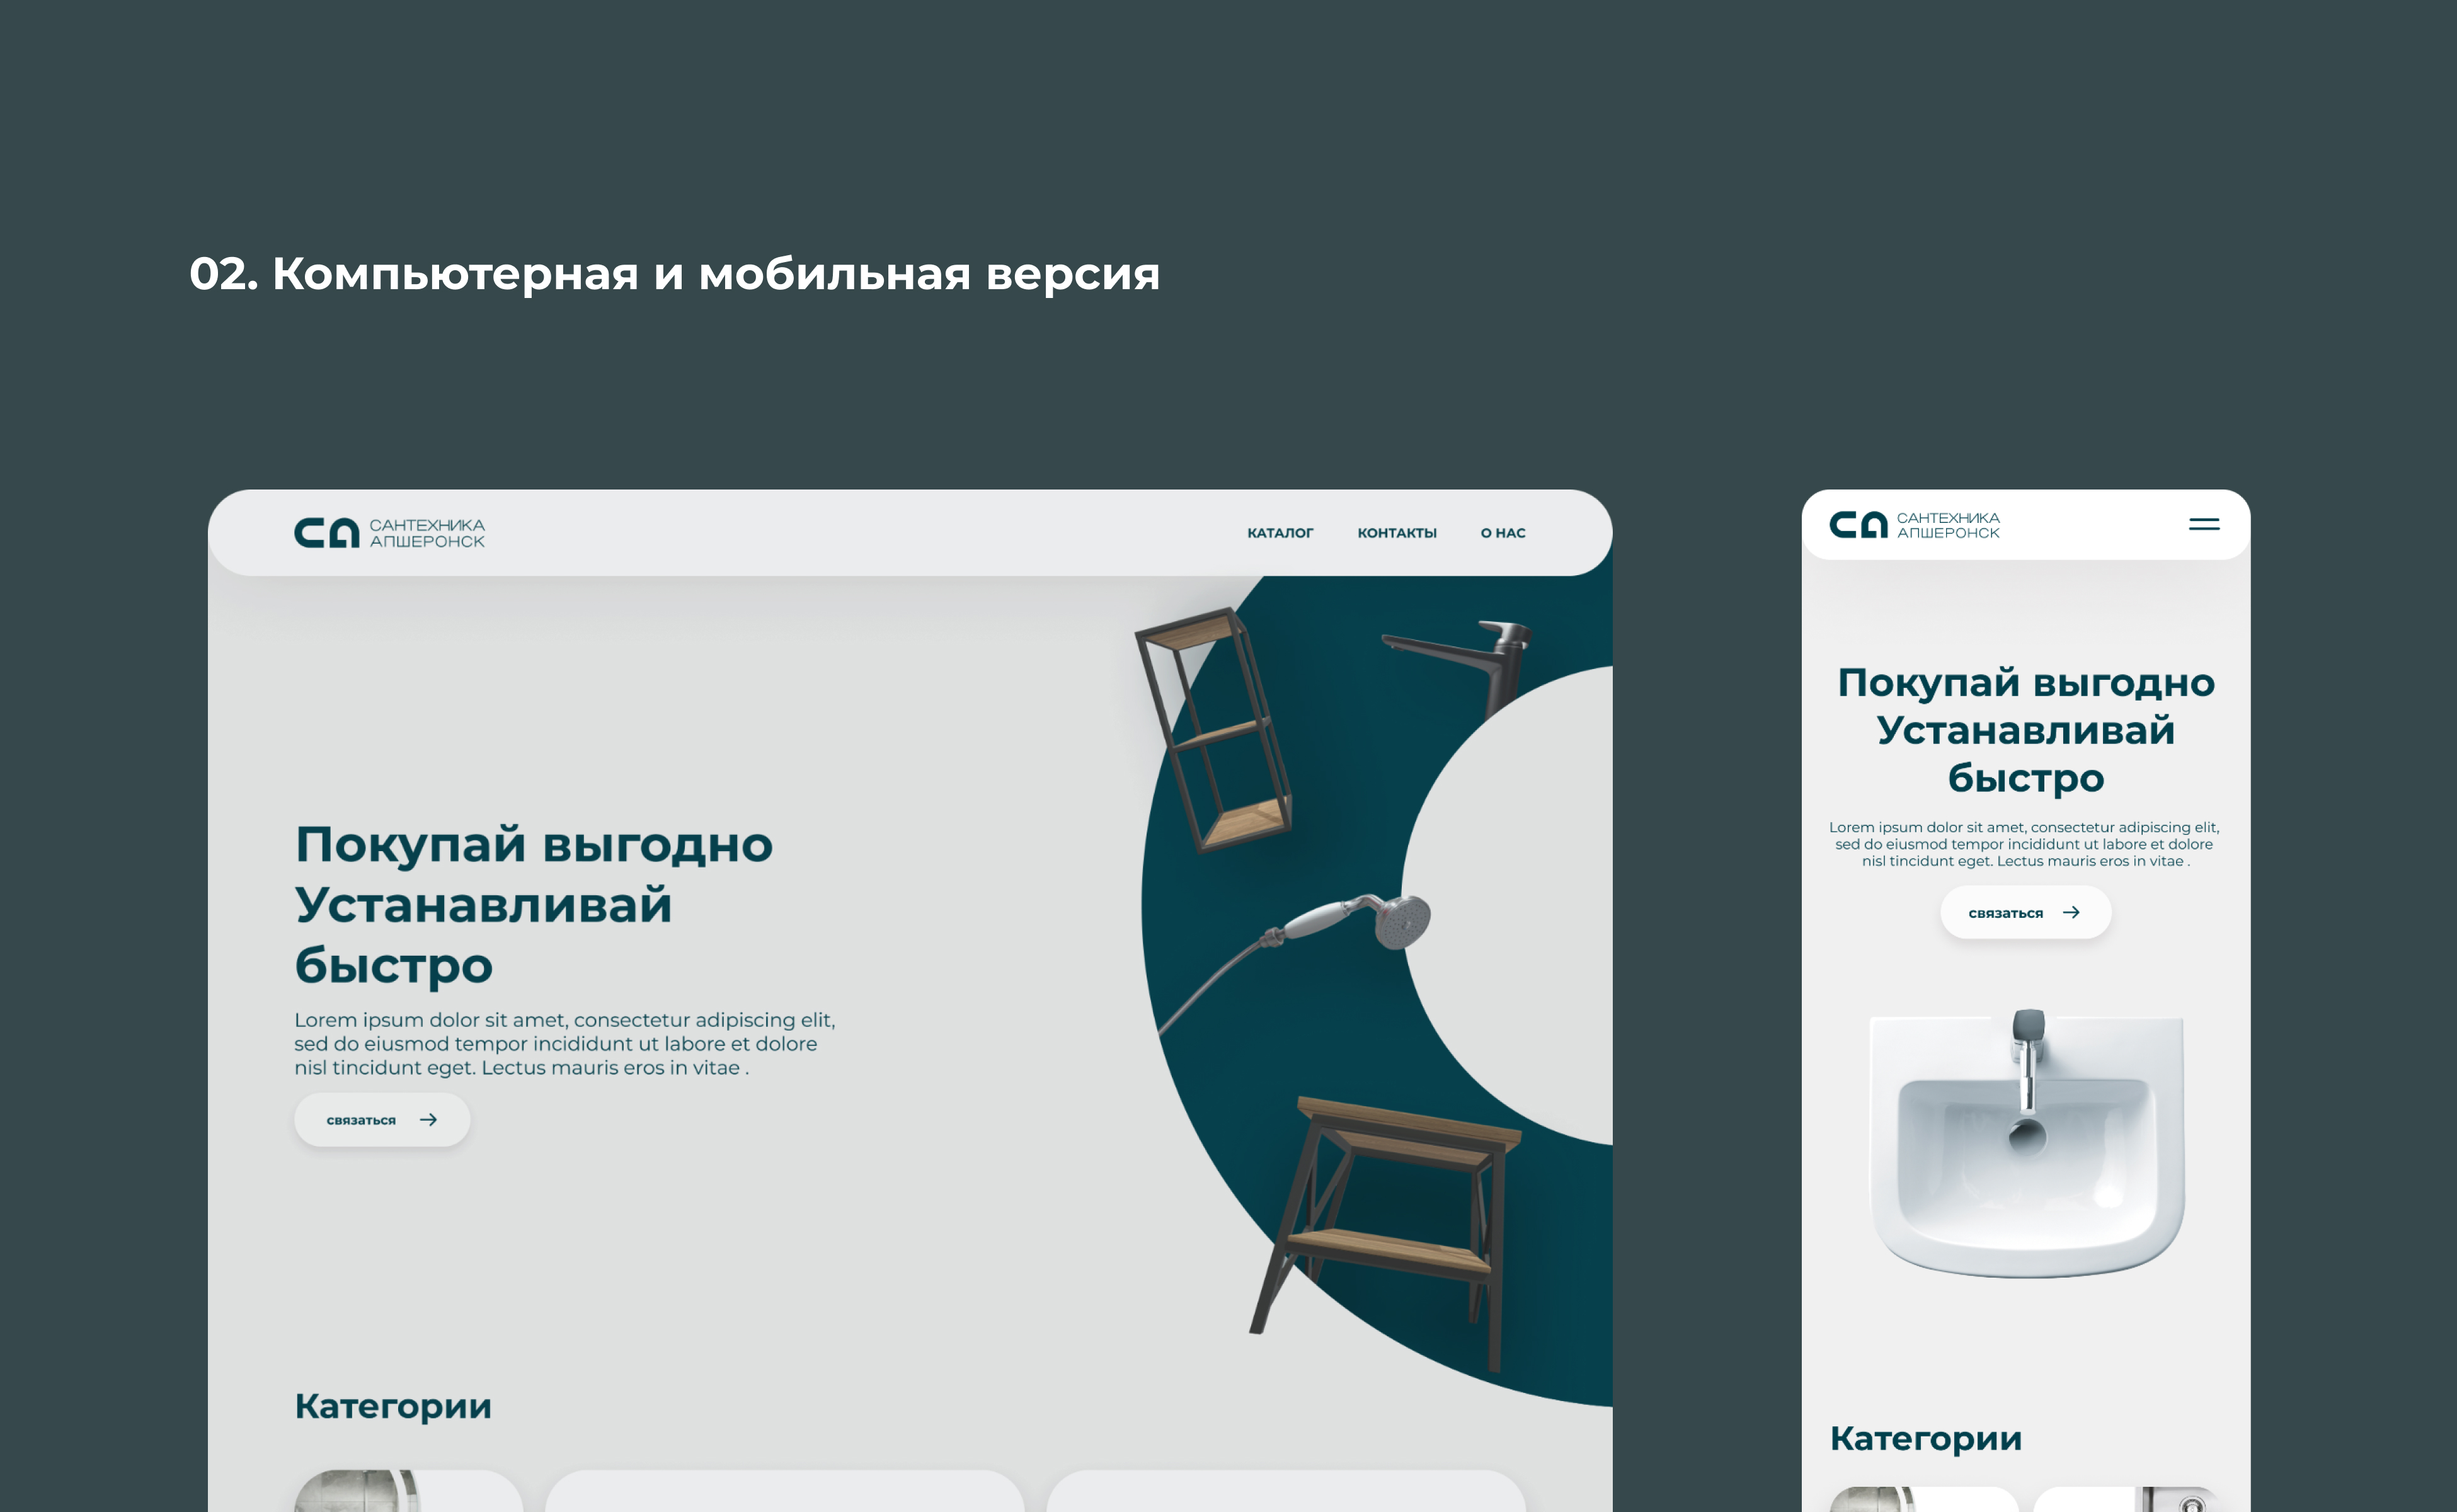 02. Компьютерная и мобильная версия
СА САНТЕХНИКА
АПШЕРОНСК
КАТАЛОГ КОНТАКТЫ О НАС
Покупай выгодно
Устанавливай
быстро
Lorem ipsum dolor sit amet, consectetur adipiscing elit,
sed do eiusmod tempor incididunt ut labore et dolore
nisl tincidunt eget. Lectus mauris eros in vitae .
связаться
Категории
СА САНТЕХНИКА
АПШЕРОНСК
Покупай выгодно
Устанавливай
быстро
Lorem ipsum dolor sit amet, consectetur adipiscing elit,
sed do eiusmod tempor incididunt ut labore et dolore
nisl tincidunt eget. Lectus mauris eros in vitae .
связаться
Категории